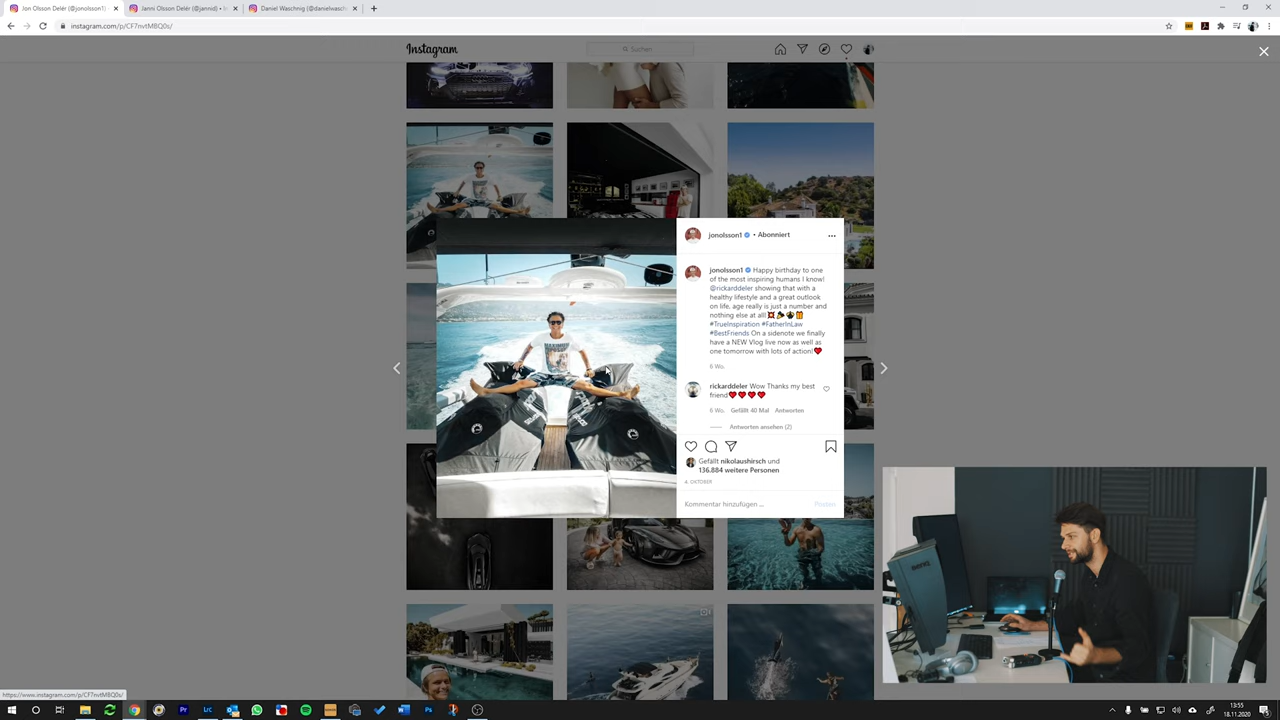 Jon Olsson Delér (@jonolsson1) •
Janni Olsson Delér (@jannid) •
Daniel Waschnig (@danielwasch
instagram.com/p/CF7nvtMBQ0s/
Instagram
Suchen
jonolsson1 • Abonniert
jonolsson1 Happy birthday to one
of the most inspiring humans I know!
@rickarddeler showing that with a
healthy lifestyle and a great outlook
on life, age really is just a number and
nothing else at all!💥🎉🎁
#TrueInspiration #FatherInLaw
#BestFriends On a sidenote we finally
have a NEW Vlog live now as well as
one tomorrow with lots of action!❤
6 Wo.
rickarddeler Wow Thanks my best
friend❤❤❤❤
6 Wo. Gefällt 40 Mal Antworten
Antworten ansehen (2)
Gefällt nikolaushirsch und
136.884 weitere Personen
4. OKTOBER
Kommentar hinzufügen ...
Posten
https://www.instagram.com/p/CF7nvtMBQ0s/
13:55
18.11.2020